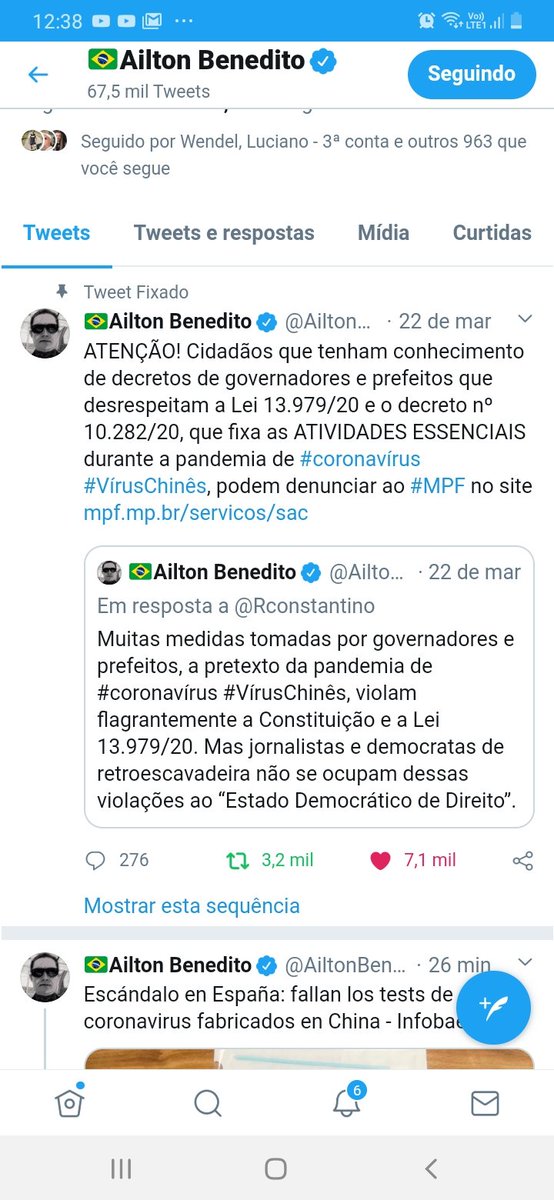 12:38
Vo))
LTE1
Ailton Benedito
Seguindo
67,5 mil Tweets
Seguido por Wendel, Luciano - 3ª conta e outros 963 que
você segue
Tweets
Tweets e respostas
Mídia
Curtidas
Tweet Fixado
Ailton Benedito @Ailton... · 22 de mar
ATENÇÃO! Cidadãos que tenham conhecimento
de decretos de governadores e prefeitos que
desrespeitam a Lei 13.979/20 e o decreto nº
10.282/20, que fixa as ATIVIDADES ESSENCIAIS
durante a pandemia de #coronavírus
#VírusChinês, podem denunciar ao #MPF no site
mpf.mp.br/servicos/sac
Ailton Benedito @Ailto... · 22 de mar
Em resposta a @Rconstantino
Muitas medidas tomadas por governadores e
prefeitos, a pretexto da pandemia de
#coronavírus #VírusChinês, violam
flagrantemente a Constituição e a Lei
13.979/20. Mas jornalistas e democratas de
retroescavadeira não se ocupam dessas
violações ao “Estado Democrático de Direito”.
276
3,2 mil
7,1 mil
Mostrar esta sequência
Ailton Benedito @AiltonBen... · 26 min
Escándalo en España: fallan los tests de
coronavirus fabricados en China - Infobae
6